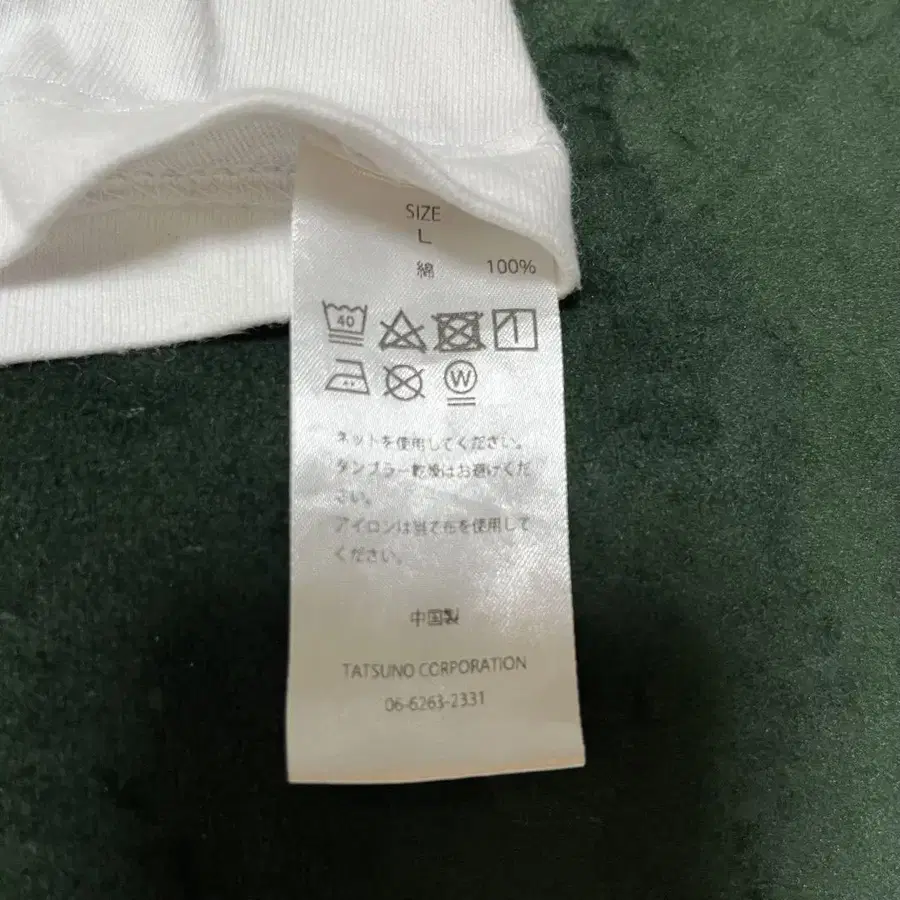 SIZE
L
綿 100%
40
W
ネットを使用してください。
タンブラー乾燥はお避けくだ
さい。
アイロンは当て布を使用して
ください。
中国製
TATSUNO CORPORATION
06-6263-2331